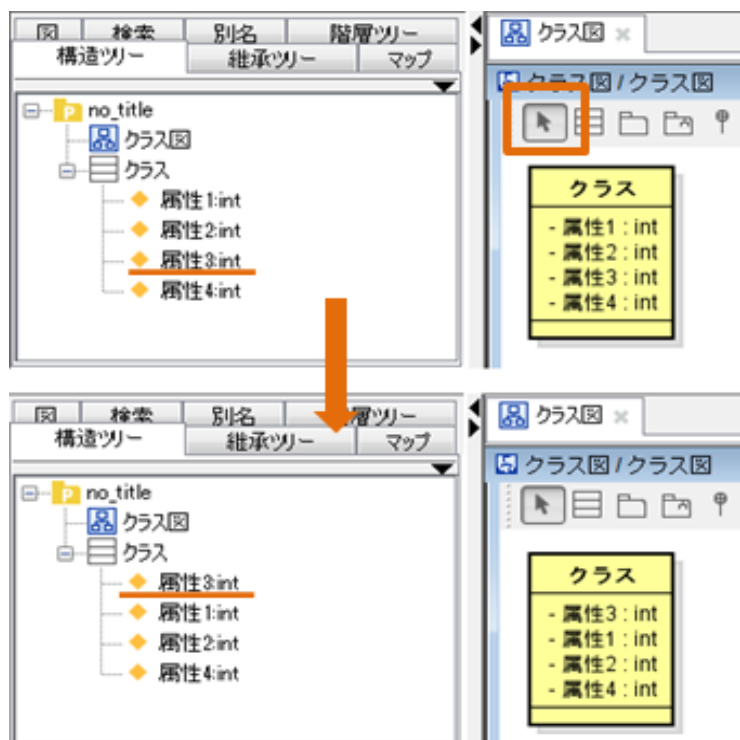 図 検索 別名 階層ツリー
構造ツリー 継承ツリー マップ
no_title
クラス図
クラス
属性1:int
属性2:int
属性3:int
属性4:int
クラス図
クラス図 / クラス図
クラス
- 属性1 : int
- 属性2 : int
- 属性3 : int
- 属性4 : int
図 検索 別名 層ツリー
構造ツリー 継承ツリー マップ
no_title
クラス図
クラス
属性3:int
属性1:int
属性2:int
属性4:int
クラス図
クラス図 / クラス図
クラス
- 属性3 : int
- 属性1 : int
- 属性2 : int
- 属性4 : int